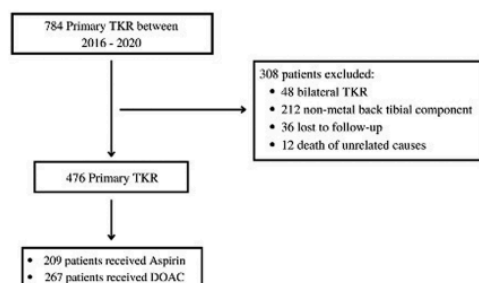 784 Primary TKR between
2016 - 2020
308 patients excluded:
• 48 bilateral TKR
• 212 non-metal back tibial component
• 36 lost to follow-up
• 12 death of unrelated causes
476 Primary TKR
• 209 patients received Aspirin
• 267 patients received DOAC